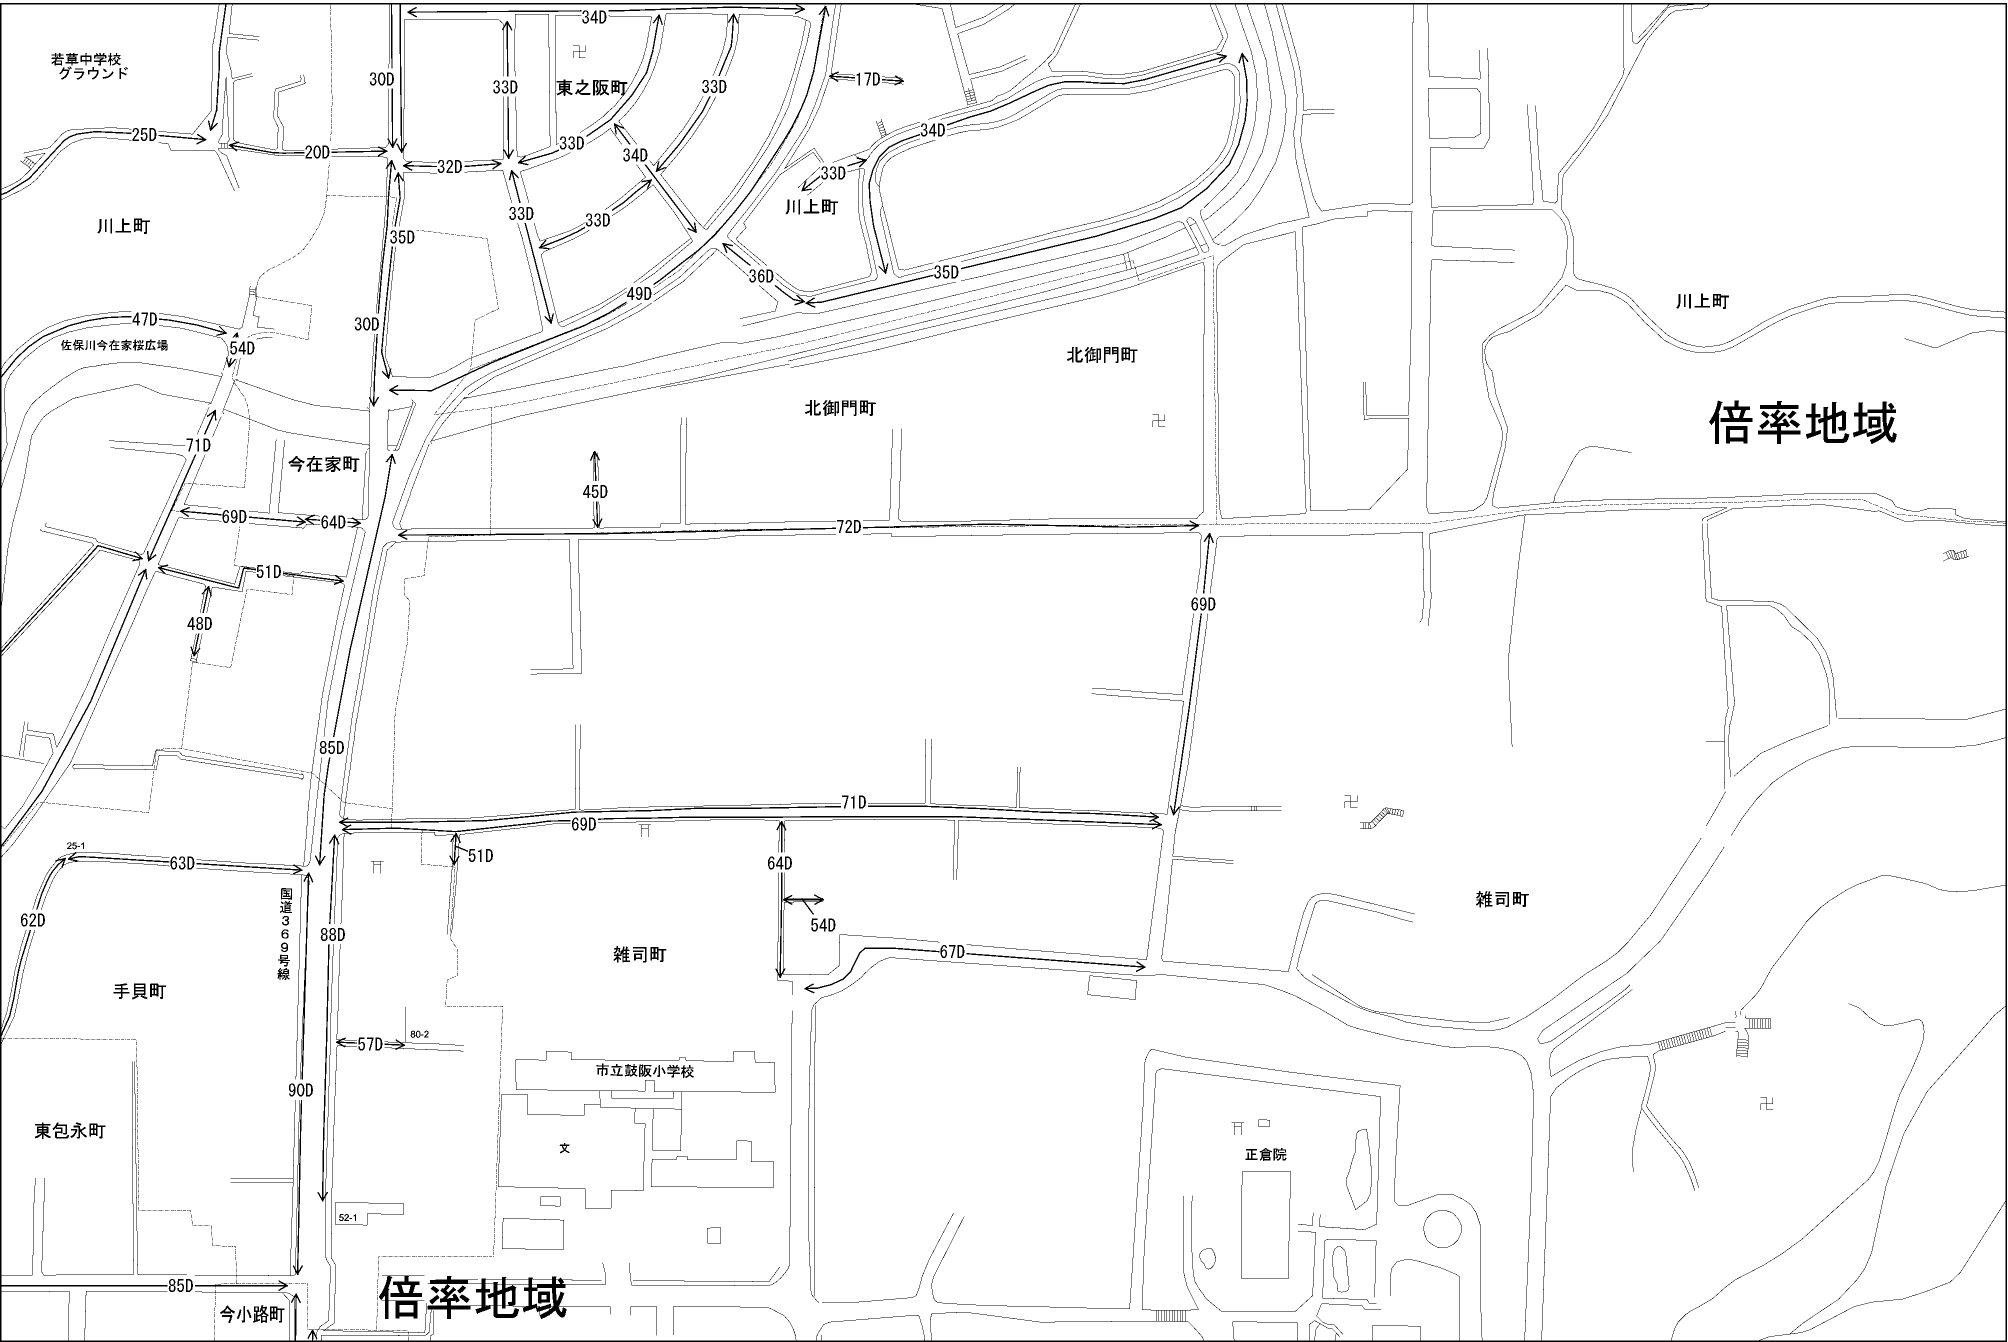 34D
若草中学校
グラウンド
30D
33D
東之阪町
33D
17D
25D
20D
32D
33D
34D
34D
33D
川上町
35D
33D
33D
川上町
36D
35D
49D
川上町
47D
30D
佐保川今在家桜広場
54D
北御門町
北御門町
倍率地域
71D
今在家町
45D
69D
64D
72D
51D
48D
69D
85D
71D
69D
25-1
63D
51D
64D
国道369号線
62D
88D
54D
雑司町
雑司町
67D
手貝町
80-2
57D
市立鼓阪小学校
90D
東包永町
文
正倉院
52-1
85D
倍率地域
今小路町